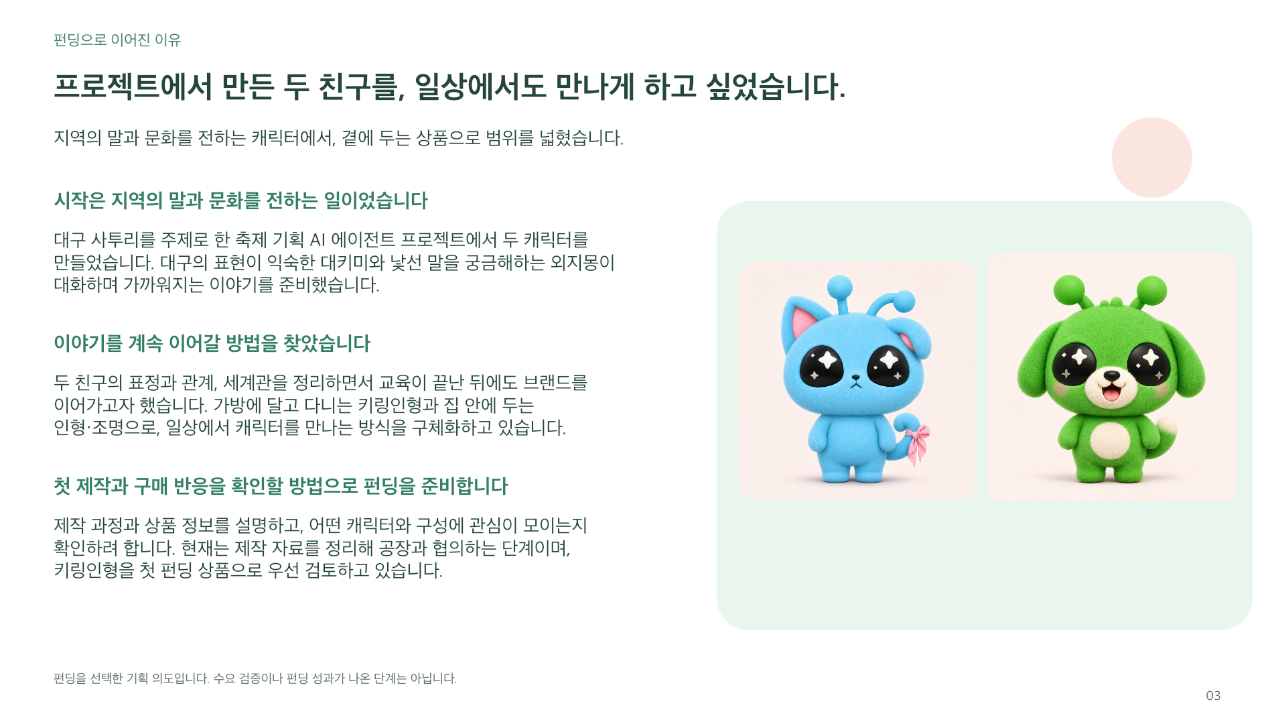 펀딩으로 이어진 이유
프로젝트에서 만든 두 친구를, 일상에서도 만나게 하고 싶었습니다.
지역의 말과 문화를 전하는 캐릭터에서, 곁에 두는 상품으로 범위를 넓혔습니다.
시작은 지역의 말과 문화를 전하는 일이었습니다
대구 사투리를 주제로 한 축제 기획 AI 에이전트 프로젝트에서 두 캐릭터를
만들었습니다. 대구의 표현이 익숙한 대키미와 낯선 말을 궁금해하는 외지몽이
대화하며 가까워지는 이야기를 준비했습니다.
이야기를 계속 이어갈 방법을 찾았습니다
두 친구의 표정과 관계, 세계관을 정리하면서 교육이 끝난 뒤에도 브랜드를
이어가고자 했습니다. 가방에 달고 다니는 키링인형과 집 안에 두는
인형·조명으로, 일상에서 캐릭터를 만나는 방식을 구체화하고 있습니다.
첫 제작과 구매 반응을 확인할 방법으로 펀딩을 준비합니다
제작 과정과 상품 정보를 설명하고, 어떤 캐릭터와 구성에 관심이 모이는지
확인하려 합니다. 현재는 제작 자료를 정리해 공장과 협의하는 단계이며,
키링인형을 첫 펀딩 상품으로 우선 검토하고 있습니다.
펀딩을 선택한 기획 의도입니다. 수요 검증이나 펀딩 성과가 나온 단계는 아닙니다.
03